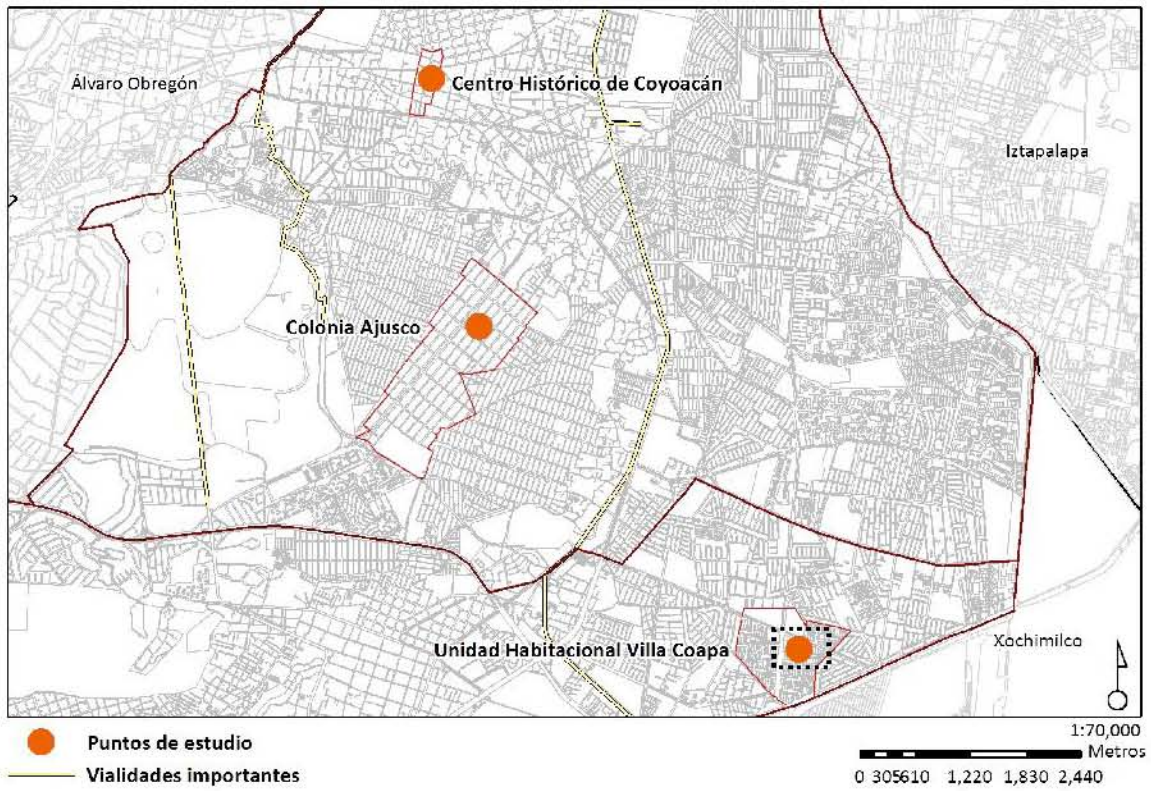 Álvaro Obregón
Centro Histórico de Coyoacán
Iztapalapa
Colonia Ajusco
Unidad Habitacional Villa Coapa
Xochimilco
Puntos de estudio
Vialidades importantes
1:70,000
Metros
0 305610 1,220 1,830 2,440